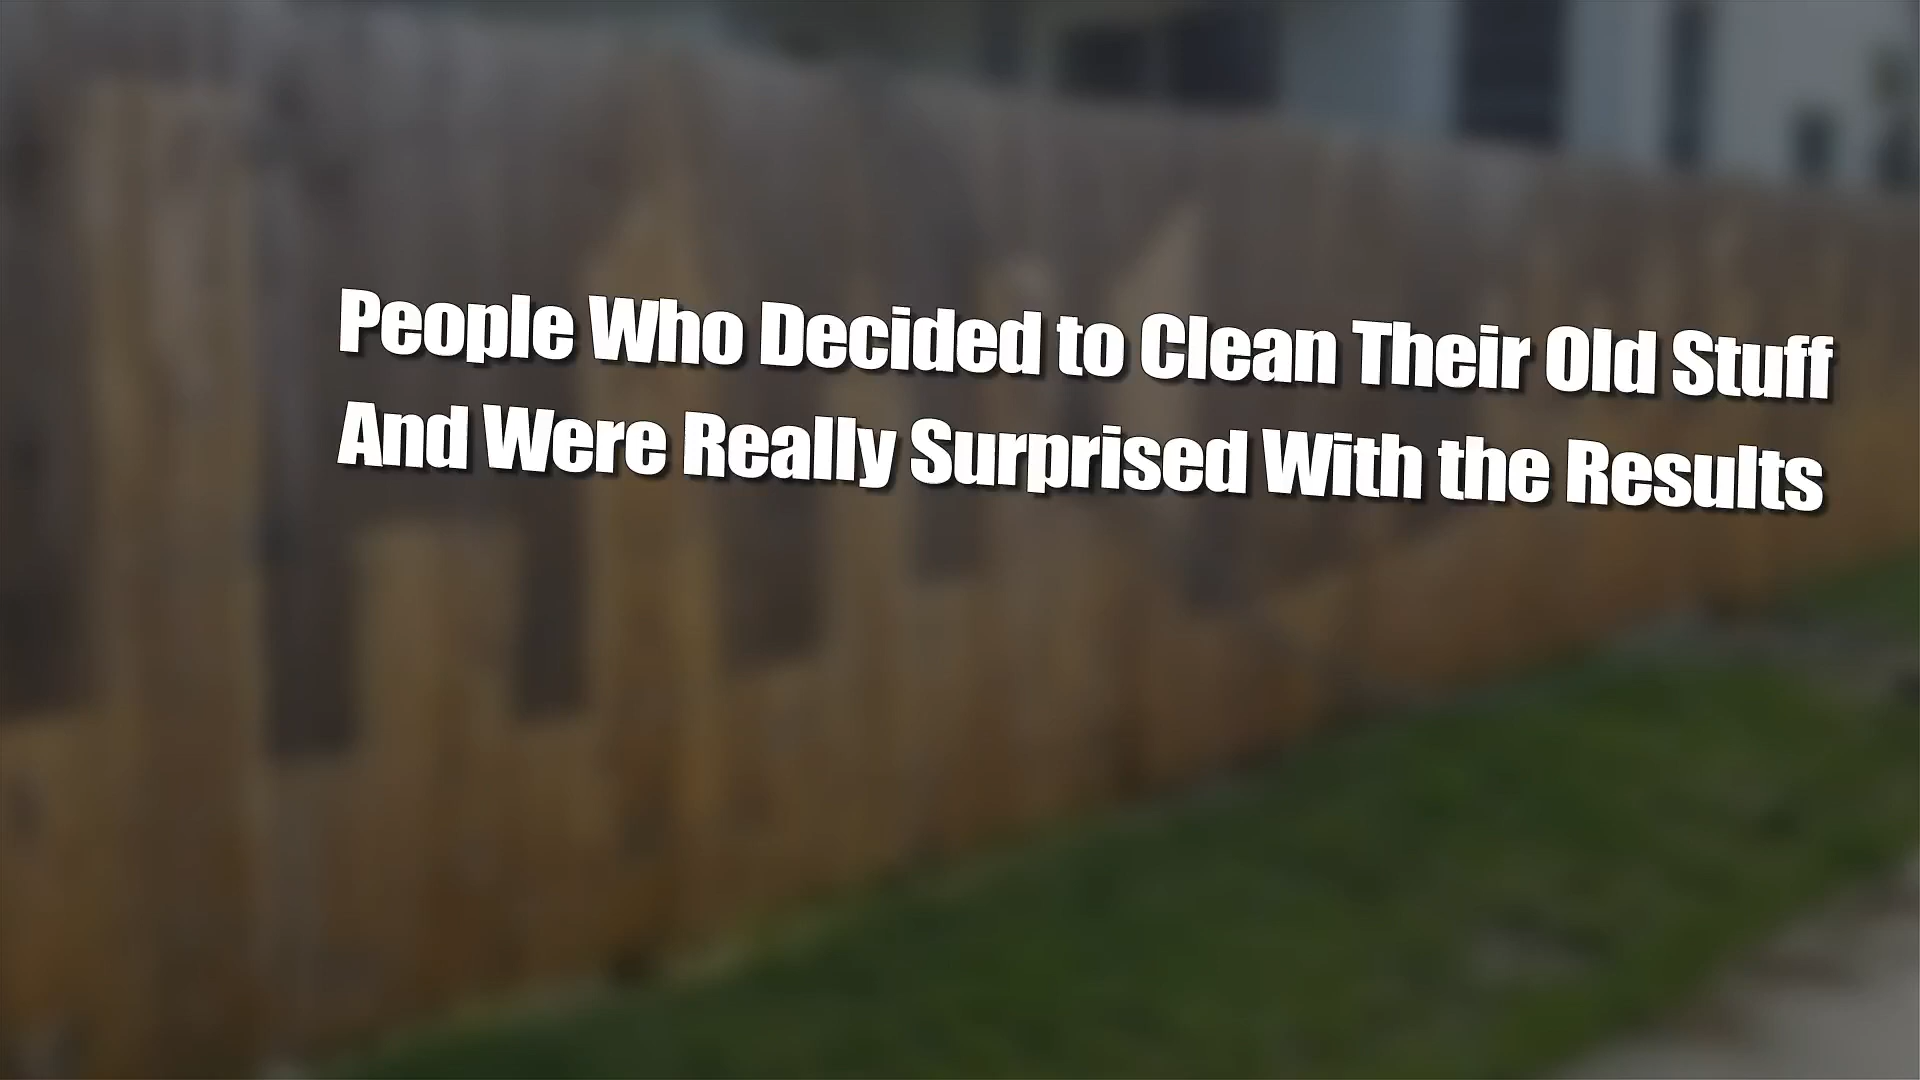 People Who Decided to Clean Their Old Stuff
And Were Really Surprised With the Results